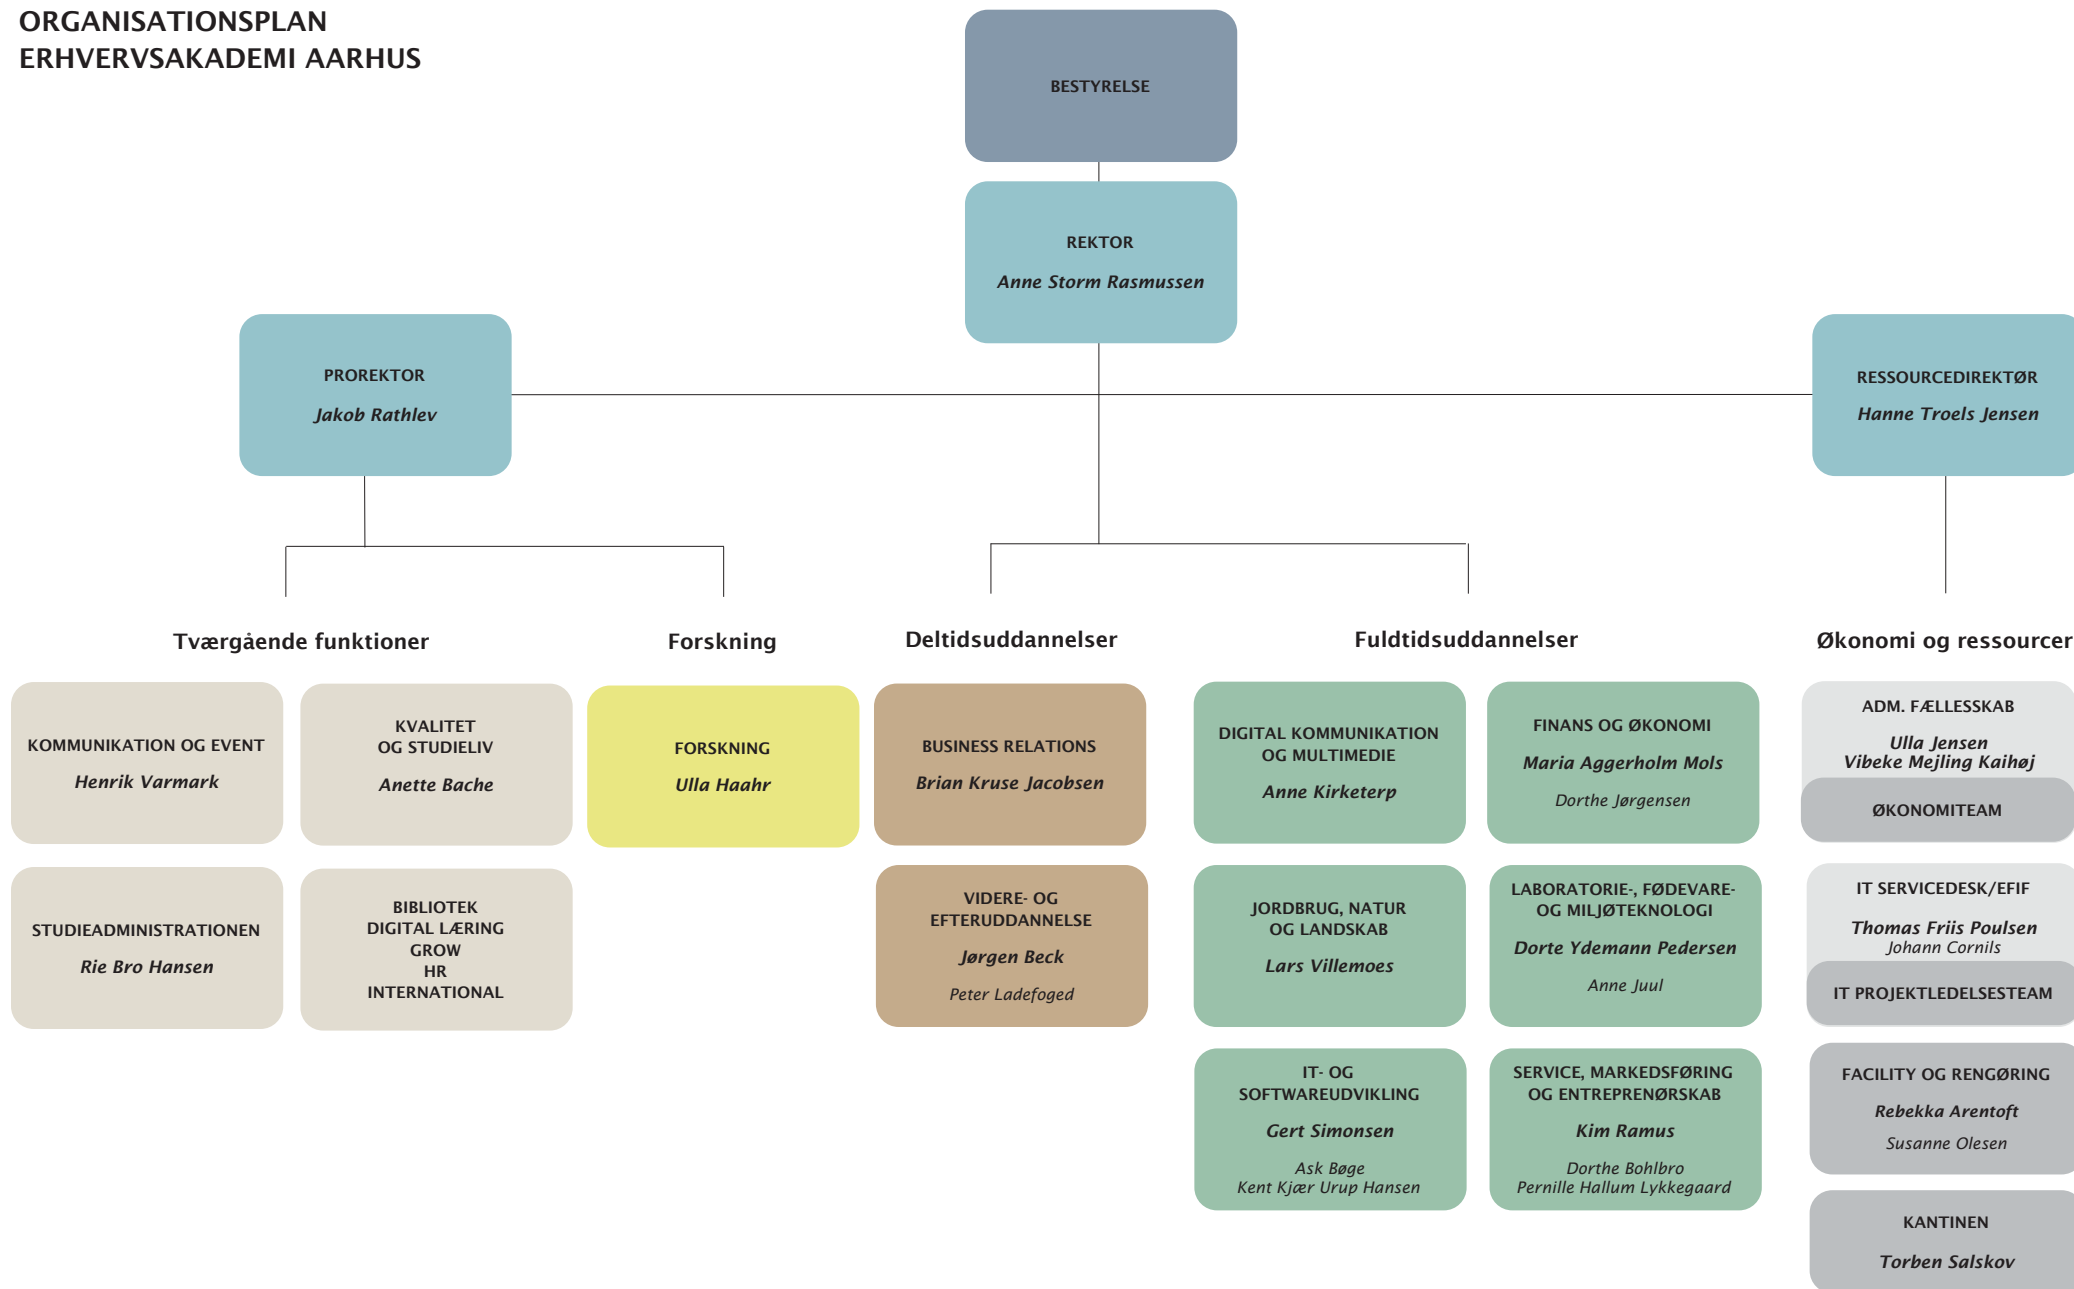 ORGANISATIONSPLAN
ERHVERVSAKADEMI AARHUS
BESTYRELSE
REKTOR
Anne Storm Rasmussen
PROREKTOR
Jakob Rathlev
RESSOURCEDIREKTØR
Hanne Troels Jensen
Tværgående funktioner
KOMMUNIKATION OG EVENT
Henrik Varmark
KVALITET
OG STUDIELIV
Anette Bache
STUDIEADMINISTRATIONEN
Rie Bro Hansen
BIBLIOTEK
DIGITAL LÆRING
GROW
HR
INTERNATIONAL
Forskning
FORSKNING
Ulla Haahr
Deltidsuddannelser
BUSINESS RELATIONS
Brian Kruse Jacobsen
VIDERE- OG
EFTERUDDANNELSE
Jørgen Beck
Peter Ladefoged
Fuldtidsuddannelser
DIGITAL KOMMUNIKATION
OG MULTIMEDIE
Anne Kirketerp
FINANS OG ØKONOMI
Maria Aggerholm Mols
Dorthe Jørgensen
JORDBRUG, NATUR
OG LANDSKAB
Lars Villemoes
LABORATORIE-, FØDEVARE-
OG MILJØTEKNOLOGI
Dorte Ydemann Pedersen
Anne Juul
IT- OG
SOFTWAREUDVIKLING
Gert Simonsen
Ask Bøge
Kent Kjær Urup Hansen
SERVICE, MARKEDSFØRING
OG ENTREPRENØRSKAB
Kim Ramus
Dorthe Bohlbro
Pernille Hallum Lykkegaard
Økonomi og ressourcer
ADM. FÆLLESSKAB
Ulla Jensen
Vibeke Mejling Kaihøj
ØKONOMITEAM
IT SERVICEDESK/EFIF
Thomas Friis Poulsen
Johann Cornils
IT PROJEKTLEDELSESTEAM
FACILITY OG RENGØRING
Rebekka Arentoft
Susanne Olesen
KANTINEN
Torben Salskov